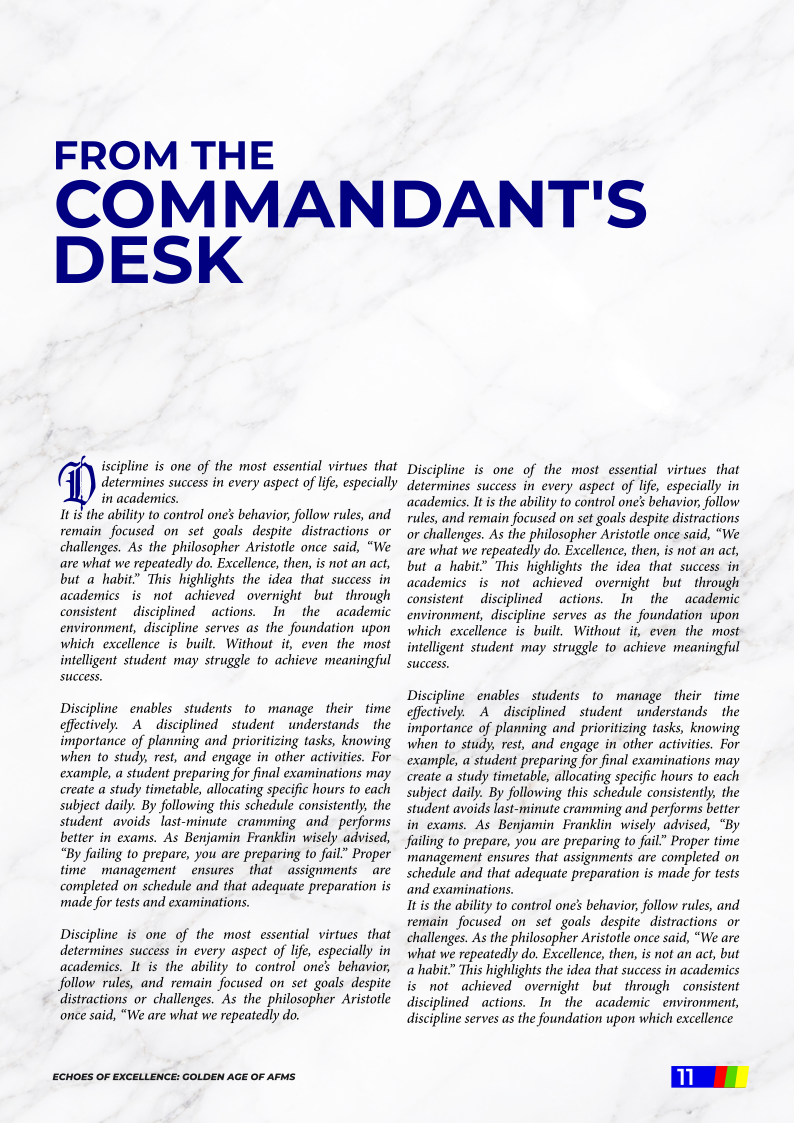 FROM THE
COMMANDANT'S
DESK
Discipline is one of the most essential virtues that
determines success in every aspect of life, especially
in academics.
It is the ability to control one’s behavior, follow rules, and
remain focused on set goals despite distractions or
challenges. As the philosopher Aristotle once said, “We
are what we repeatedly do. Excellence, then, is not an act,
but a habit.” This highlights the idea that success in
academics is not achieved overnight but through
consistent disciplined actions. In the academic
environment, discipline serves as the foundation upon
which excellence is built. Without it, even the most
intelligent student may struggle to achieve meaningful
success.
Discipline enables students to manage their time
effectively. A disciplined student understands the
importance of planning and prioritizing tasks, knowing
when to study, rest, and engage in other activities. For
example, a student preparing for final examinations may
create a study timetable, allocating specific hours to each
subject daily. By following this schedule consistently, the
student avoids last-minute cramming and performs
better in exams. As Benjamin Franklin wisely advised,
“By failing to prepare, you are preparing to fail.” Proper
time management ensures that assignments are
completed on schedule and that adequate preparation is
made for tests and examinations.
Discipline is one of the most essential virtues that
determines success in every aspect of life, especially in
academics. It is the ability to control one’s behavior,
follow rules, and remain focused on set goals despite
distractions or challenges. As the philosopher Aristotle
once said, “We are what we repeatedly do.
Discipline is one of the most essential virtues that
determines success in every aspect of life, especially in
academics. It is the ability to control one’s behavior, follow
rules, and remain focused on set goals despite distractions
or challenges. As the philosopher Aristotle once said, “We
are what we repeatedly do. Excellence, then, is not an act,
but a habit.” This highlights the idea that success in
academics is not achieved overnight but through
consistent disciplined actions. In the academic
environment, discipline serves as the foundation upon
which excellence is built. Without it, even the most
intelligent student may struggle to achieve meaningful
success.
Discipline enables students to manage their time
effectively. A disciplined student understands the
importance of planning and prioritizing tasks, knowing
when to study, rest, and engage in other activities. For
example, a student preparing for final examinations may
create a study timetable, allocating specific hours to each
subject daily. By following this schedule consistently, the
student avoids last-minute cramming and performs better
in exams. As Benjamin Franklin wisely advised, “By
failing to prepare, you are preparing to fail.” Proper time
management ensures that assignments are completed on
schedule and that adequate preparation is made for tests
and examinations.
It is the ability to control one’s behavior, follow rules, and
remain focused on set goals despite distractions or
challenges. As the philosopher Aristotle once said, “We are
what we repeatedly do. Excellence, then, is not an act, but
a habit.” This highlights the idea that success in academics
is not achieved overnight but through consistent
disciplined actions. In the academic environment,
discipline serves as the foundation upon which excellence
ECHOES OF EXCELLENCE: GOLDEN AGE OF AFMS
11